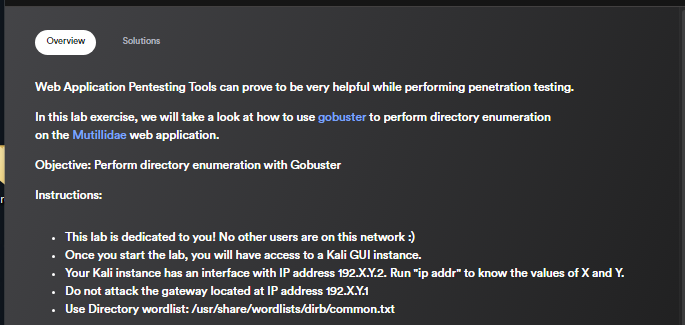 Overview Solutions
Web Application Pentesting Tools can prove to be very helpful while performing penetration testing.
In this lab exercise, we will take a look at how to use gobuster to perform directory enumeration
on the Mutillidae web application.
Objective: Perform directory enumeration with Gobuster
Instructions:
• This lab is dedicated to you! No other users are on this network :)
• Once you start the lab, you will have access to a Kali GUI instance.
• Your Kali instance has an interface with IP address 192.X.Y.2. Run "ip addr" to know the values of X and Y.
• Do not attack the gateway located at IP address 192.X.Y.1
• Use Directory wordlist: /usr/share/wordlists/dirb/common.txt